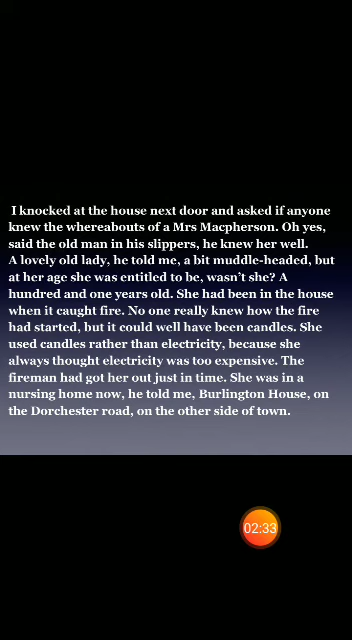 I knocked at the house next door and asked if anyone
knew the whereabouts of a Mrs Macpherson. Oh yes,
said the old man in his slippers, he knew her well.
A lovely old lady, he told me, a bit muddle-headed, but
at her age she was entitled to be, wasn't she? A
hundred and one years old. She had been in the house
when it caught fire. No one really knew how the fire
had started, but it could well have been candles. She
used candles rather than electricity, because she
always thought electricity was too expensive. The
fireman had got her out just in time. She was in a
nursing home now, he told me, Burlington House, on
the Dorchester road, on the other side of town.
02:33